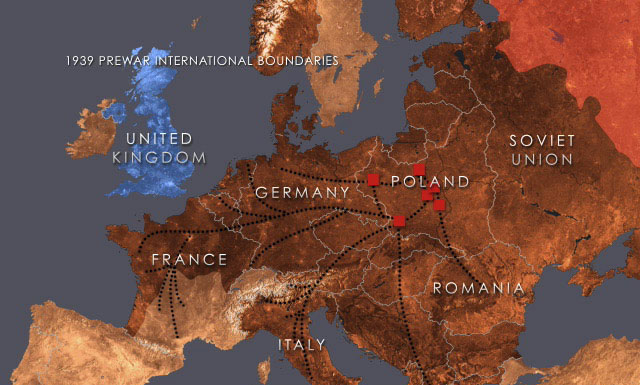 1939 PREWAR INTERNATIONAL BOUNDARIES
UNITED
KINGDOM
SOVIET
UNION
GERMANY
POLAND
FRANCE
ROMANIA
ITALY